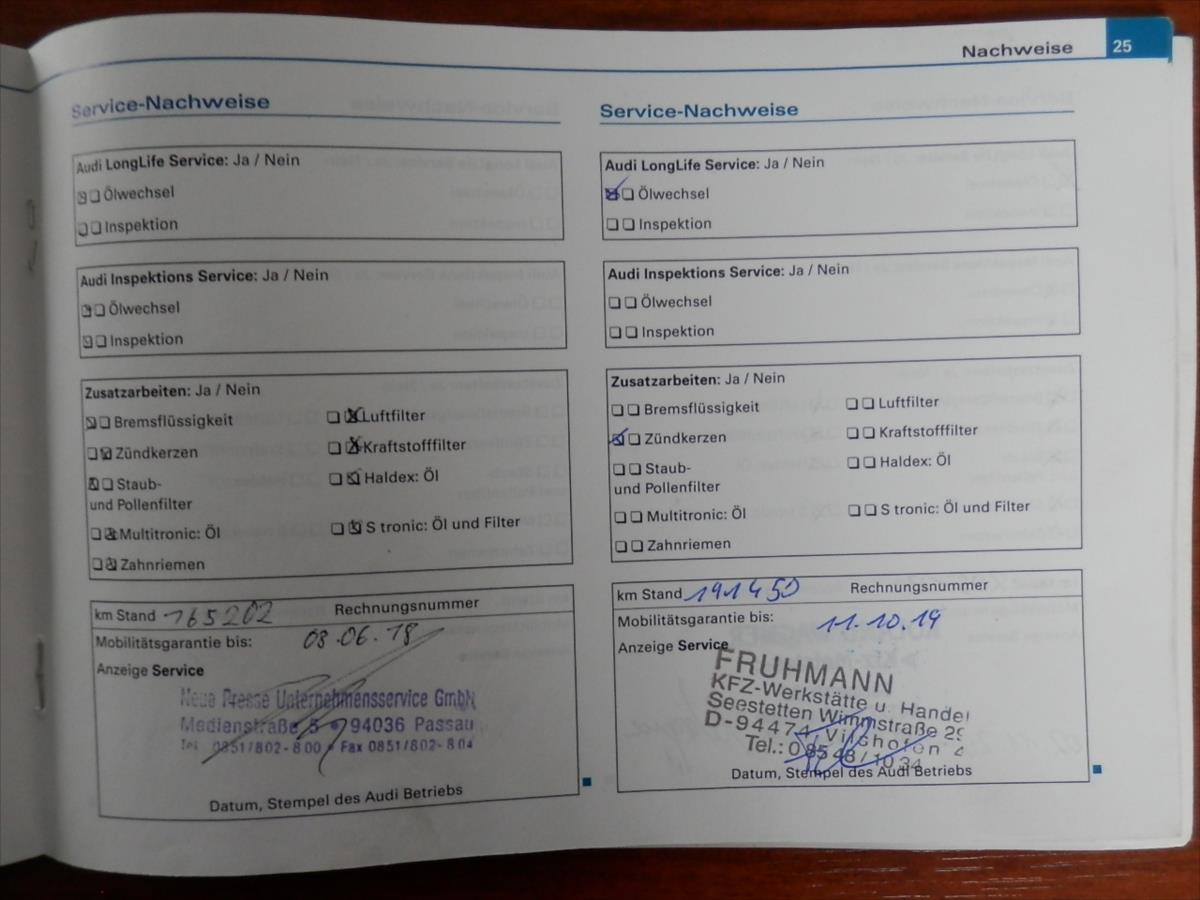 Nachweise 25
Service-Nachweise
Audi LongLife Service: Ja / Nein
Ölwechsel
Inspektion
Audi Inspektions Service: Ja / Nein
Ölwechsel
Inspektion
Zusatzarbeiten: Ja / Nein
Bremsflüssigkeit
Luftfilter
Zündkerzen
Kraftstofffilter
Staub-
und Pollenfilter
Haldex: Öl
Multitronic: Öl
S tronic: Öl und Filter
Zahnriemen
km Stand 165202 Rechnungsnummer
Mobilitätsgarantie bis: 08.06.18
Anzeige Service
Neue Presse Unternehmensservice GmbH
Medienstraße 5 • 94036 Passau
Tel. 0851/802-800 • Fax 0851/802-804
Datum, Stempel des Audi Betriebs
Service-Nachweise
Audi LongLife Service: Ja / Nein
Ölwechsel
Inspektion
Audi Inspektions Service: Ja / Nein
Ölwechsel
Inspektion
Zusatzarbeiten: Ja / Nein
Bremsflüssigkeit
Luftfilter
Zündkerzen
Kraftstofffilter
Staub-
und Pollenfilter
Haldex: Öl
Multitronic: Öl
S tronic: Öl und Filter
Zahnriemen
km Stand 191450 Rechnungsnummer
Mobilitätsgarantie bis: 11.10.19
Anzeige Service
FRUHMANN
KFZ-Werkstätte u. Handel
Seestetten Wimmstraße 29
D-94474 Vilshofen
Tel.: 08548/1034
Datum, Stempel des Audi Betriebs